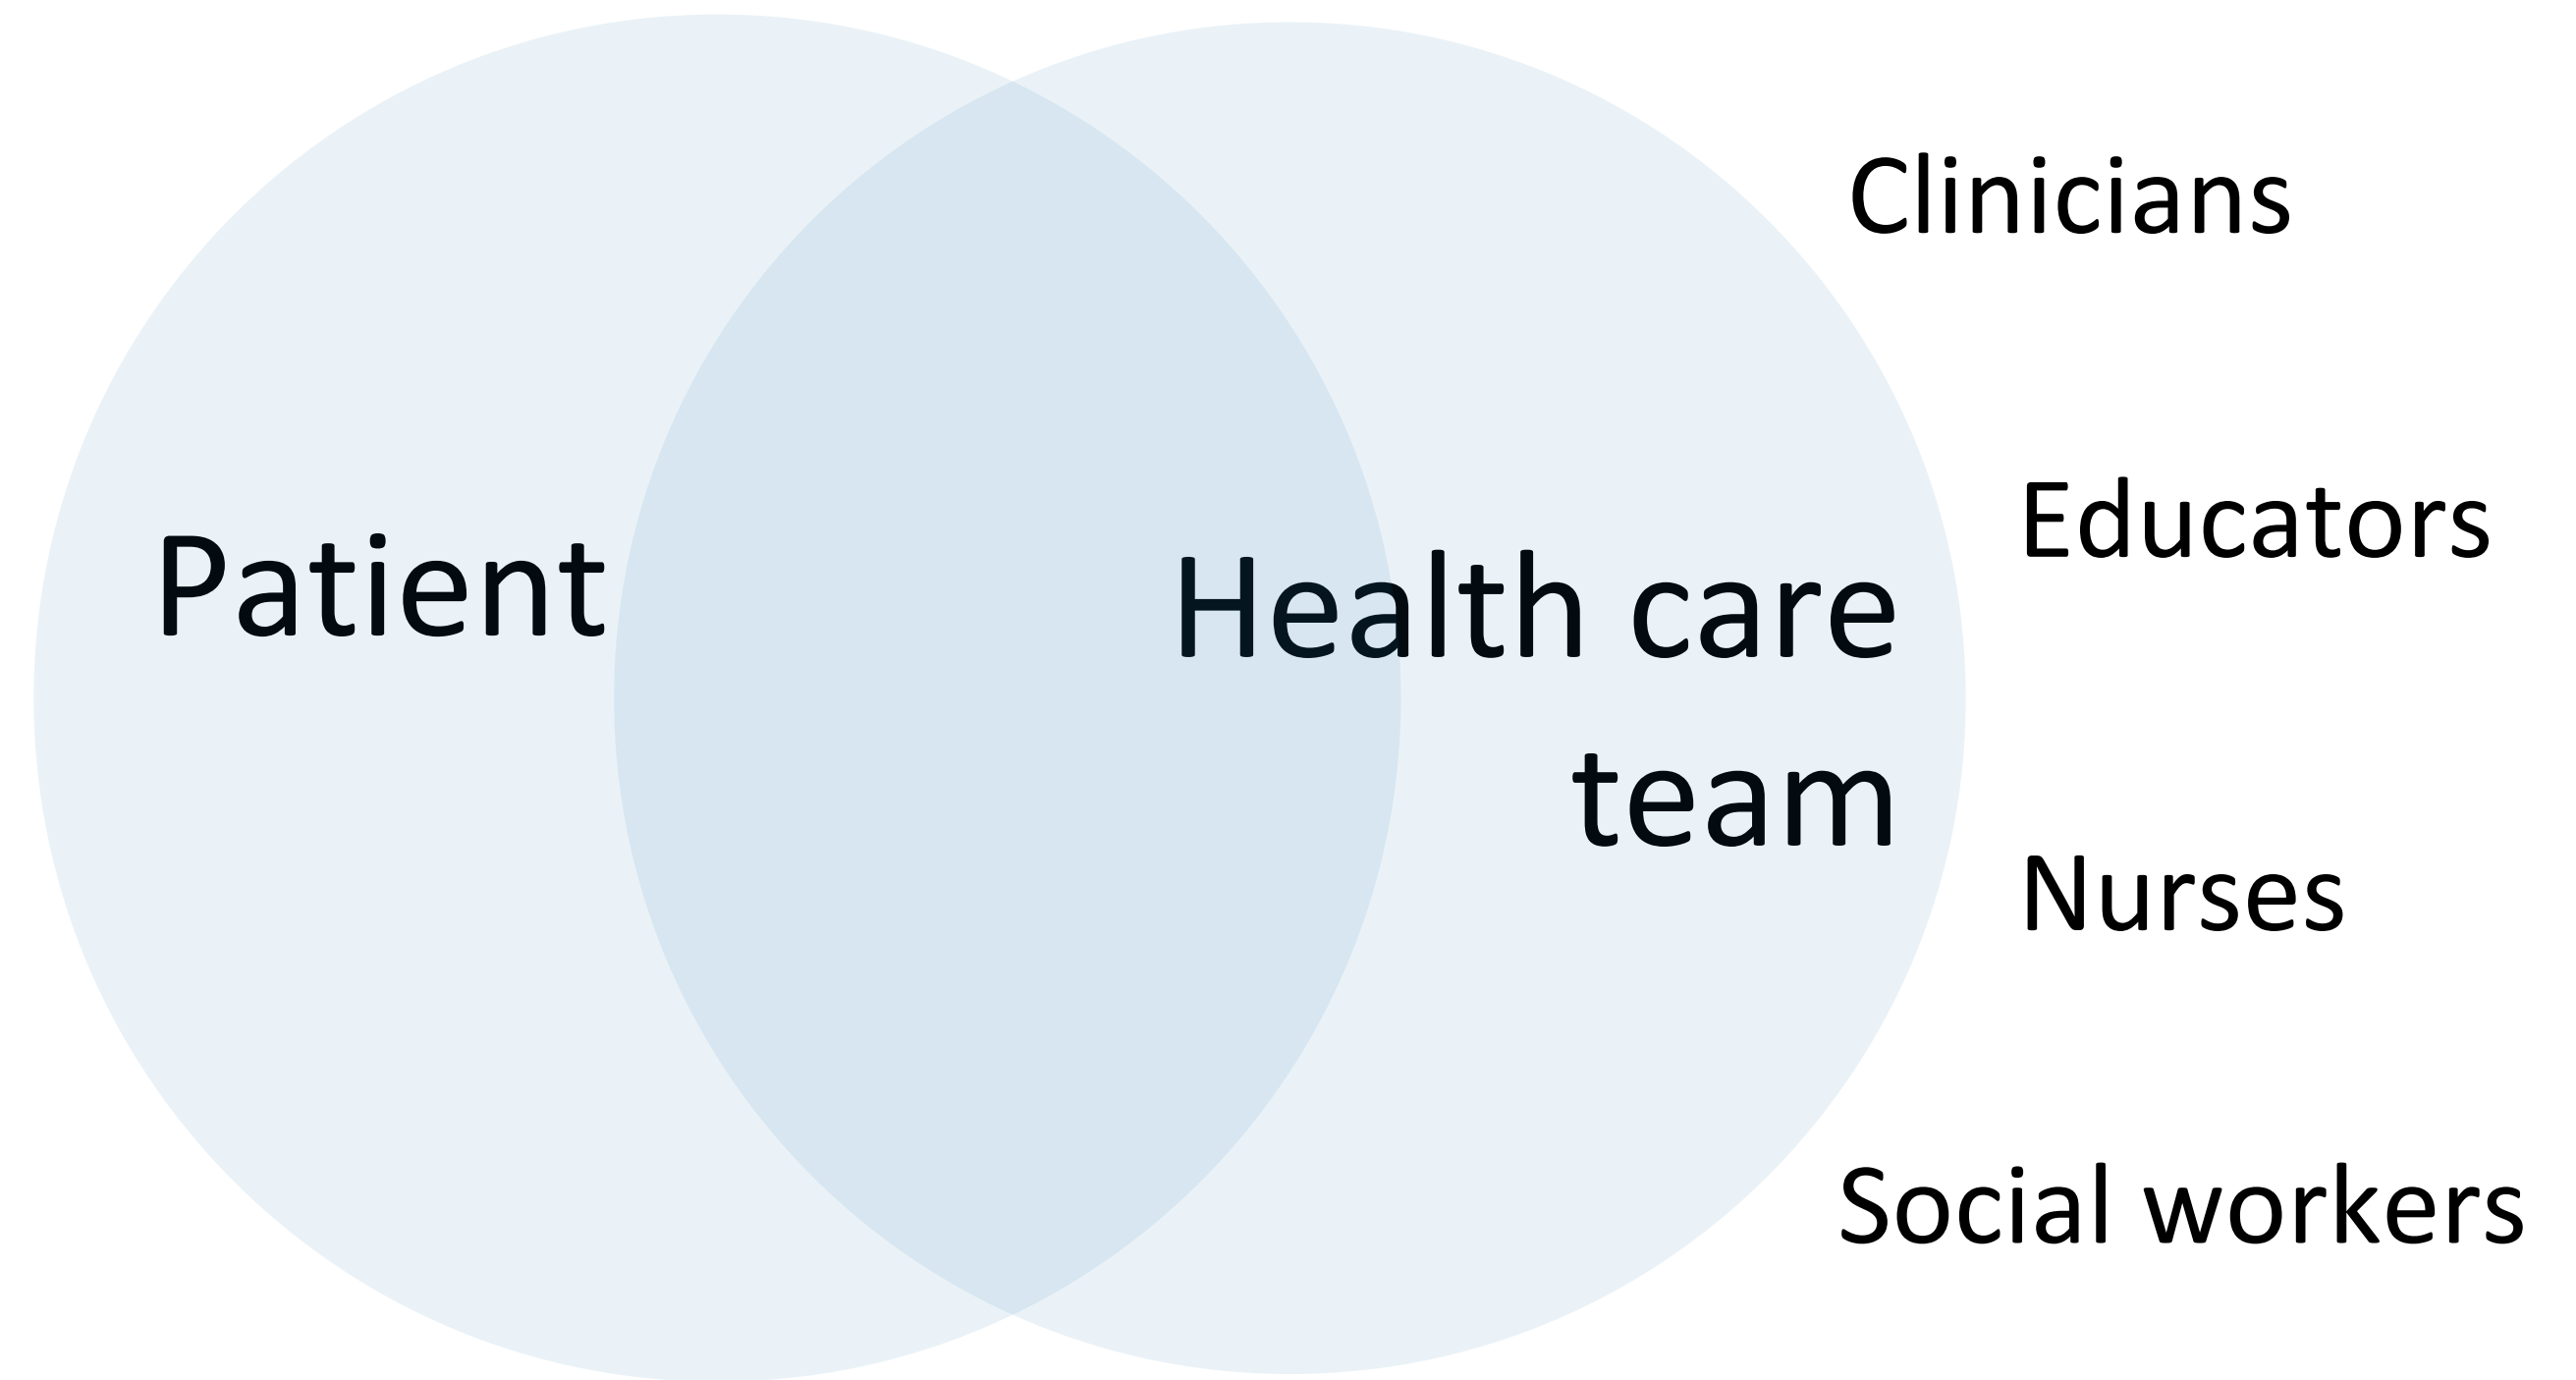 Patient
Health care
team
Clinicians
Educators
Nurses
Social workers